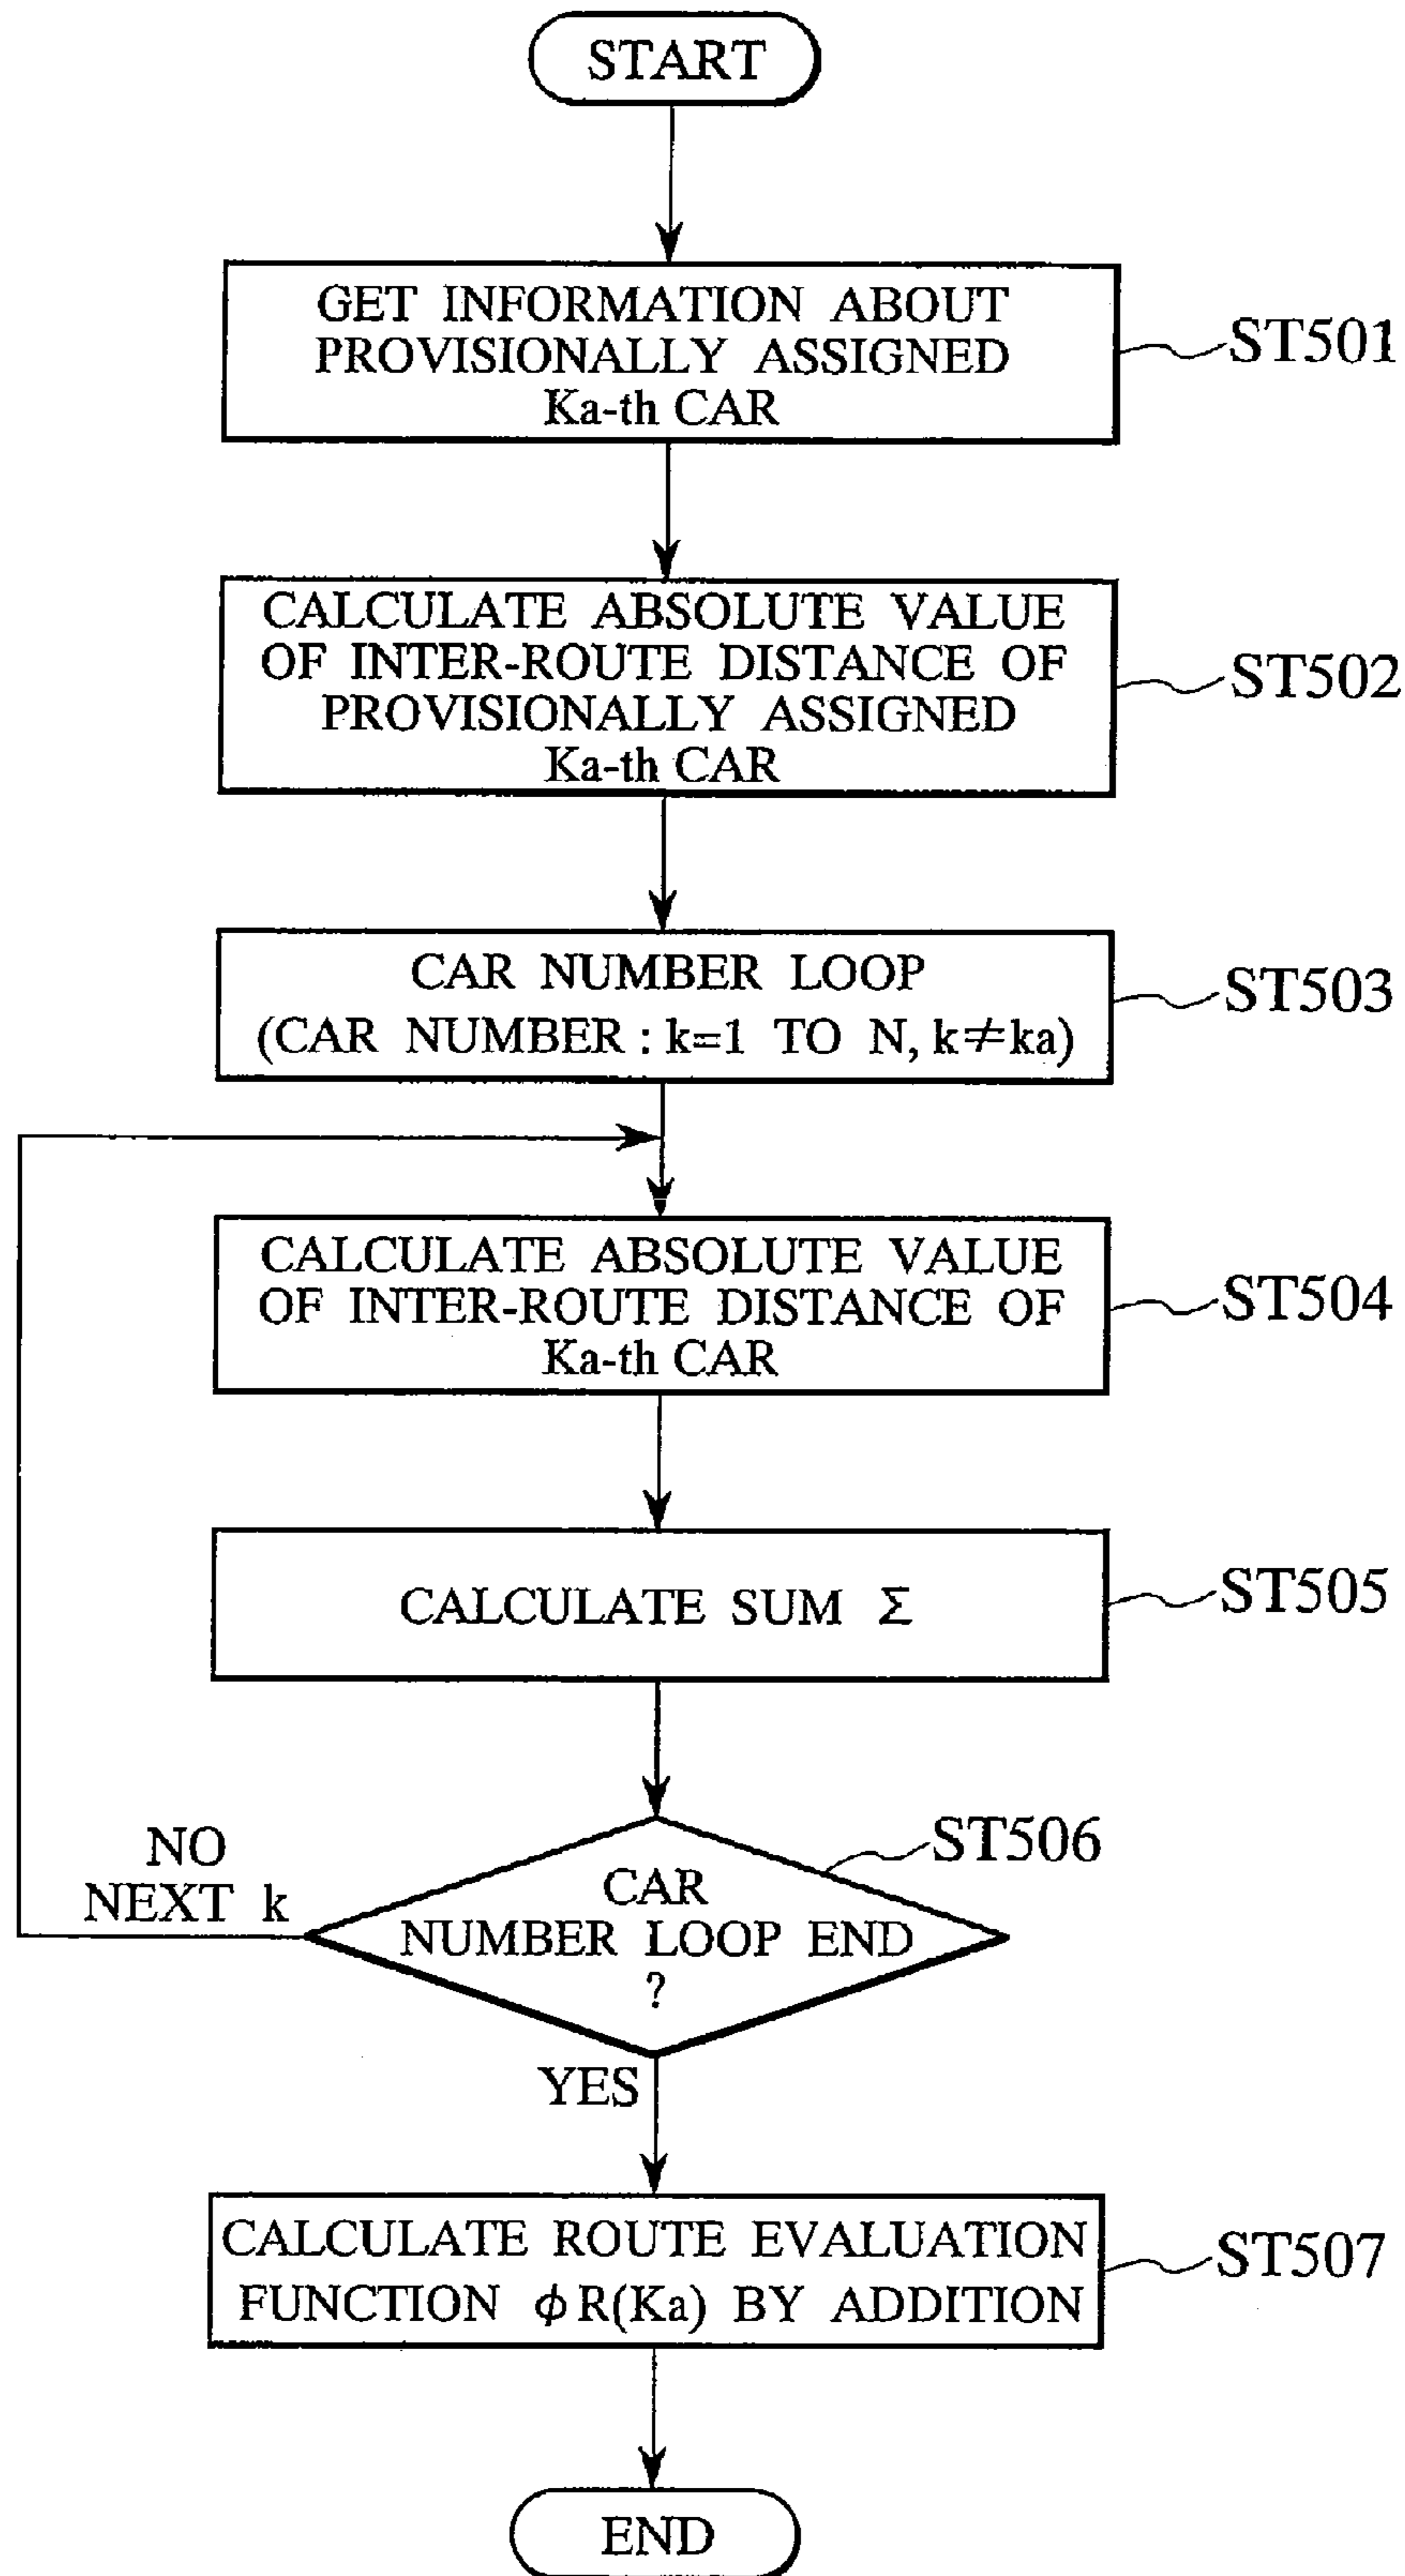 START
GET INFORMATION ABOUT
PROVISIONALLY ASSIGNED
Ka-th CAR
ST501
CALCULATE ABSOLUTE VALUE
OF INTER-ROUTE DISTANCE OF
PROVISIONALLY ASSIGNED
Ka-th CAR
ST502
CAR NUMBER LOOP
(CAR NUMBER : k=1 TO N, k≠ka)
ST503
CALCULATE ABSOLUTE VALUE
OF INTER-ROUTE DISTANCE OF
Ka-th CAR
ST504
CALCULATE SUM Σ
ST505
CAR
NUMBER LOOP END
?
ST506
NO
NEXT k
YES
CALCULATE ROUTE EVALUATION
FUNCTION ϕR(Ka) BY ADDITION
ST507
END